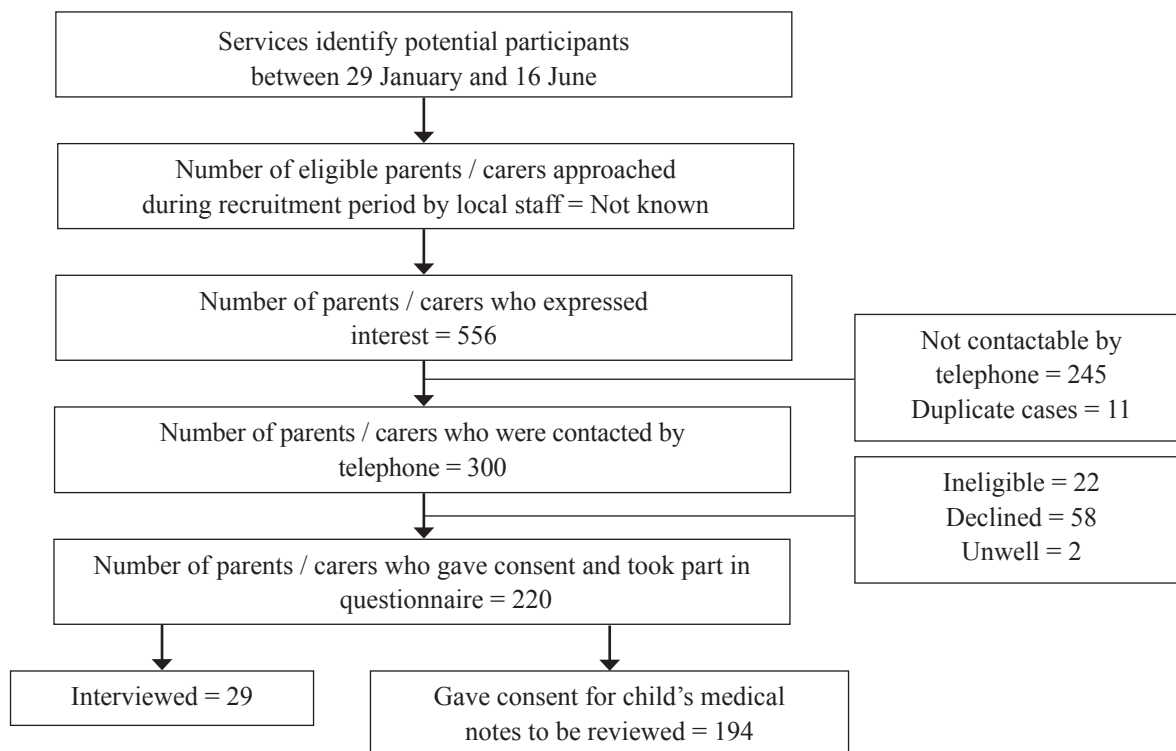 Services identify potential participants
between 29 January and 16 June
Number of eligible parents / carers approached
during recruitment period by local staff = Not known
Number of parents / carers who expressed
interest = 556
Not contactable by
telephone = 245
Duplicate cases = 11
Number of parents / carers who were contacted by
telephone = 300
Ineligible = 22
Declined = 58
Unwell = 2
Number of parents / carers who gave consent and took part in
questionnaire = 220
Interviewed = 29
Gave consent for child’s medical
notes to be reviewed = 194